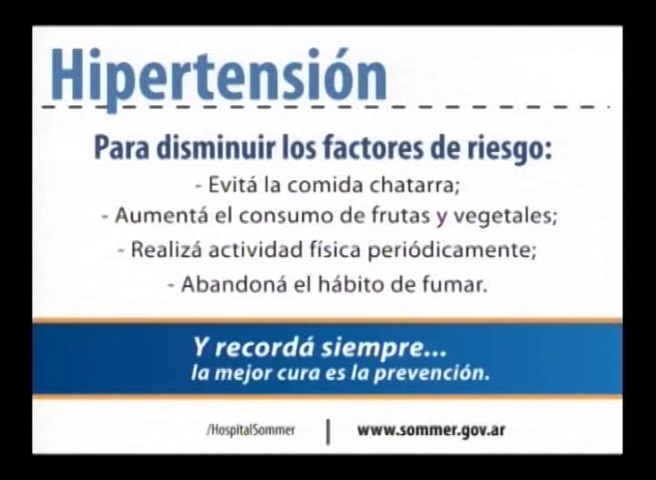 Hipertensión
Para disminuir los factores de riesgo:
- Evitá la comida chatarra;
- Aumentá el consumo de frutas y vegetales;
- Realizá actividad física periódicamente;
- Abandoná el hábito de fumar.
Y recordá siempre...
la mejor cura es la prevención.
/HospitalSommer | www.sommer.gov.ar